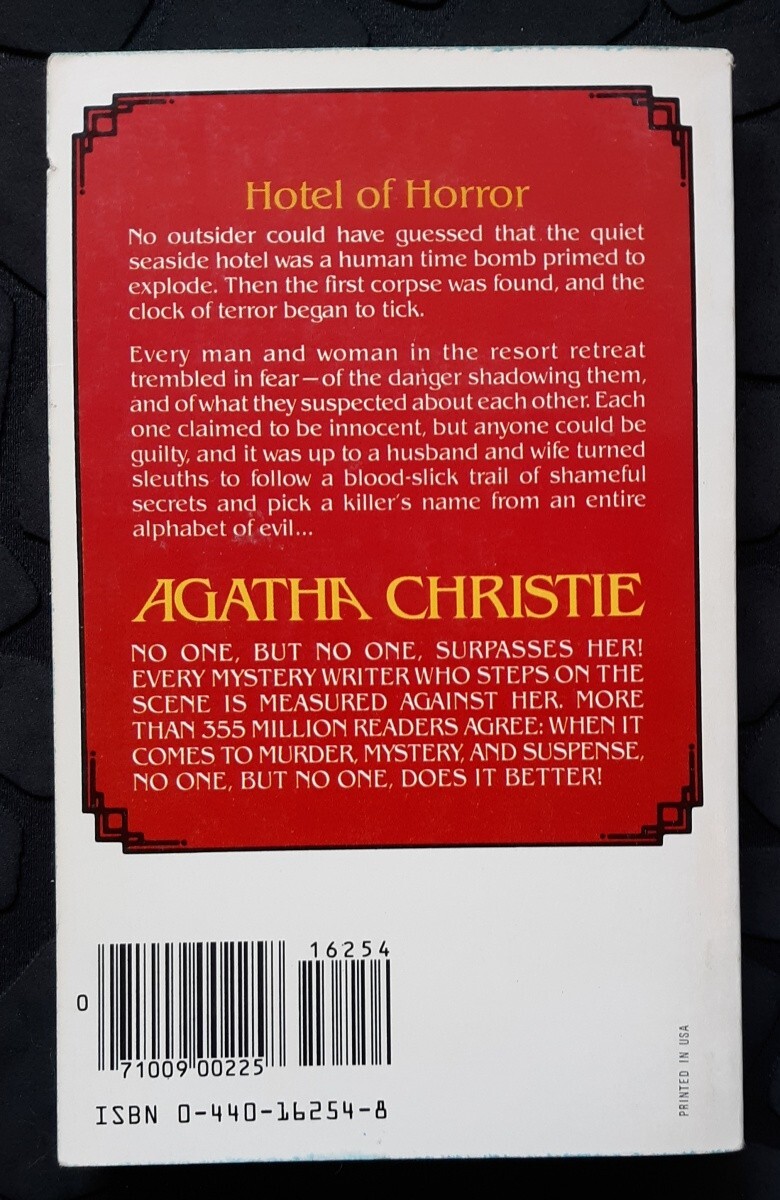 Hotel of Horror
No outsider could have guessed that the quiet
seaside hotel was a human time bomb primed to
explode. Then the first corpse was found, and the
clock of terror began to tick.
Every man and woman in the resort retreat
trembled in fear—of the danger shadowing them,
and of what they suspected about each other. Each
one claimed to be innocent, but anyone could be
guilty, and it was up to a husband and wife turned
sleuths to follow a blood-slick trail of shameful
secrets and pick a killer's name from an entire
alphabet of evil...
AGATHA CHRISTIE
NO ONE, BUT NO ONE, SURPASSES HER!
EVERY MYSTERY WRITER WHO STEPS ON THE
SCENE IS MEASURED AGAINST HER. MORE
THAN 355 MILLION READERS AGREE: WHEN IT
COMES TO MURDER, MYSTERY, AND SUSPENSE,
NO ONE, BUT NO ONE, DOES IT BETTER!
16254
0
71009 00225
ISBN 0-440-16254-8
PRINTED IN USA